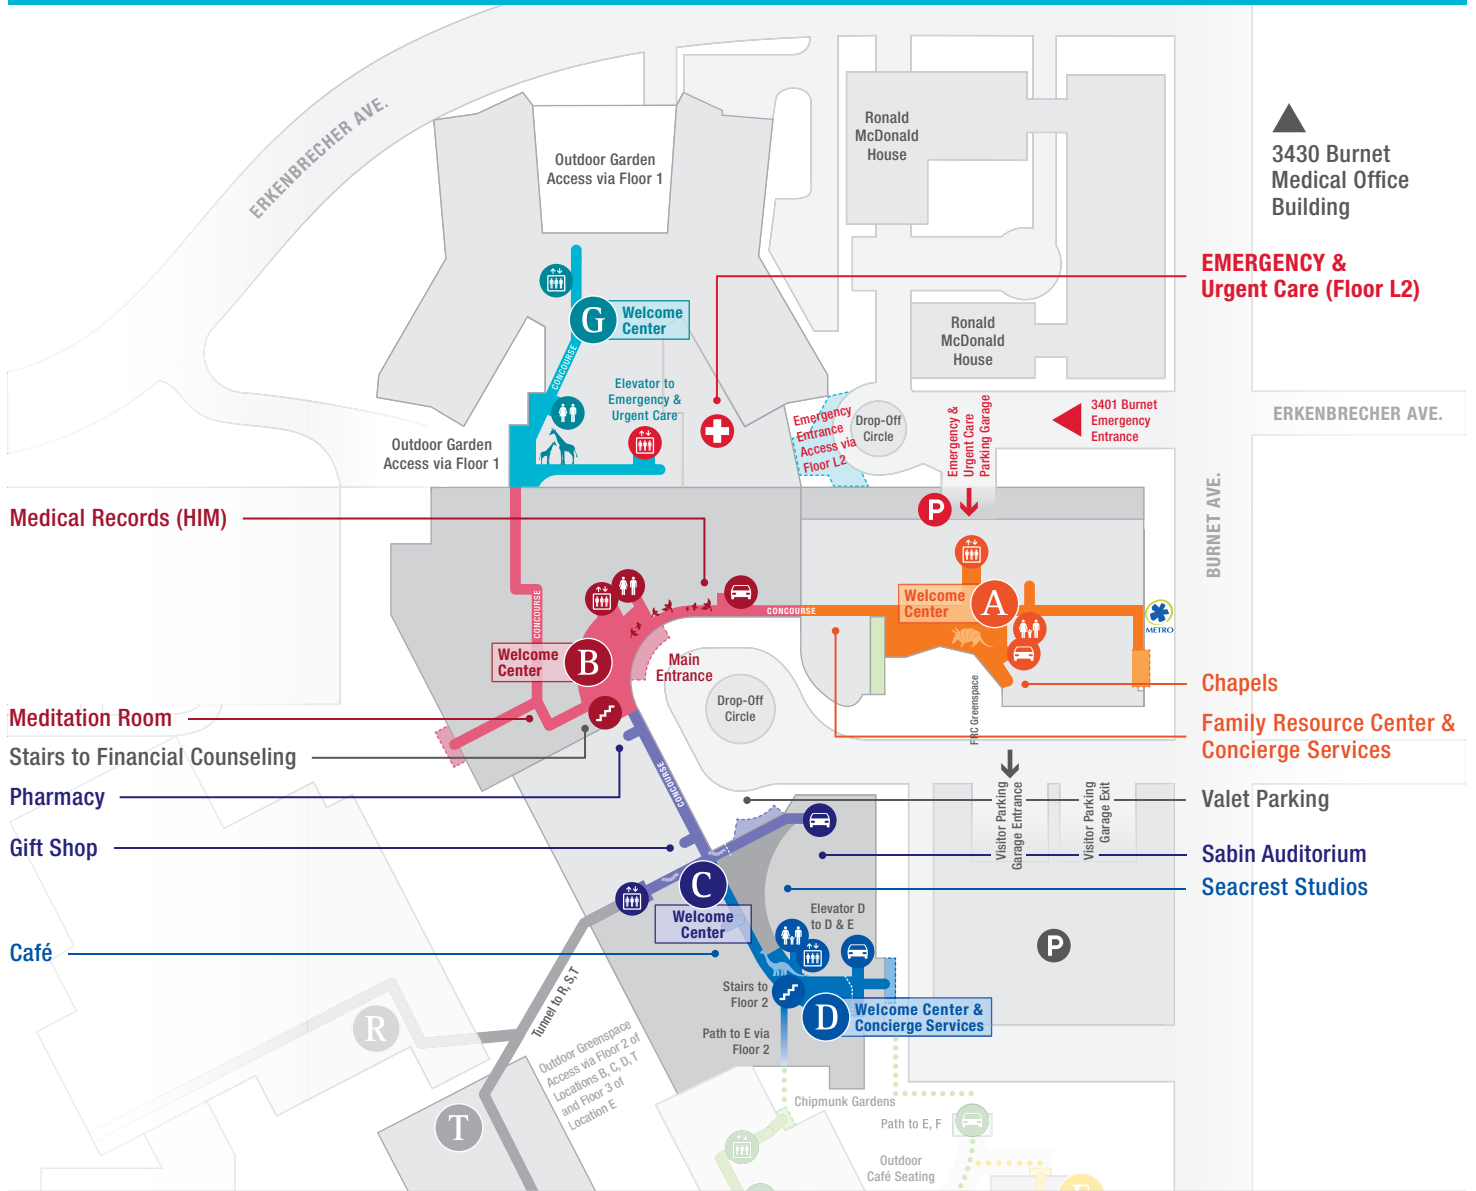 ERKENBRECHER AVE.
Outdoor Garden
Access via Floor 1
Ronald
McDonald
House
3430 Burnet
Medical Office
Building
EMERGENCY &
Urgent Care (Floor L2)
G
Welcome
Center
CONCOURSE
Ronald
McDonald
House
Elevator to
Emergency &
Urgent Care
Outdoor Garden
Access via Floor 1
Emergency
Entrance
Access via
Floor L2
Drop-Off
Circle
Emergency &
Urgent Care
Parking Garage
3401 Burnet
Emergency
Entrance
ERKENBRECHER AVE.
BURNET AVE.
P
Medical Records (HIM)
CONCOURSE
CONCOURSE
Welcome
Center
A
METRO
Welcome
Center
B
Main
Entrance
Drop-Off
Circle
FRC Greenspace
Chapels
Family Resource Center &
Concierge Services
Meditation Room
Stairs to Financial Counseling
Pharmacy
Gift Shop
CONCOURSE
Visitor Parking
Garage Entrance
Visitor Parking
Garage Exit
Valet Parking
Sabin Auditorium
Seacrest Studios
C
Welcome
Center
Elevator D
to D & E
Café
P
Stairs to
Floor 2
D
Welcome Center &
Concierge Services
Path to E via
Floor 2
Tunnel to R, S,T
R
T
Outdoor Greenspace
Access via Floor 2 of
Locations B, C, D, T
and Floor 3 of
Location E
Chipmunk Gardens
Path to E, F
Outdoor
Café Seating